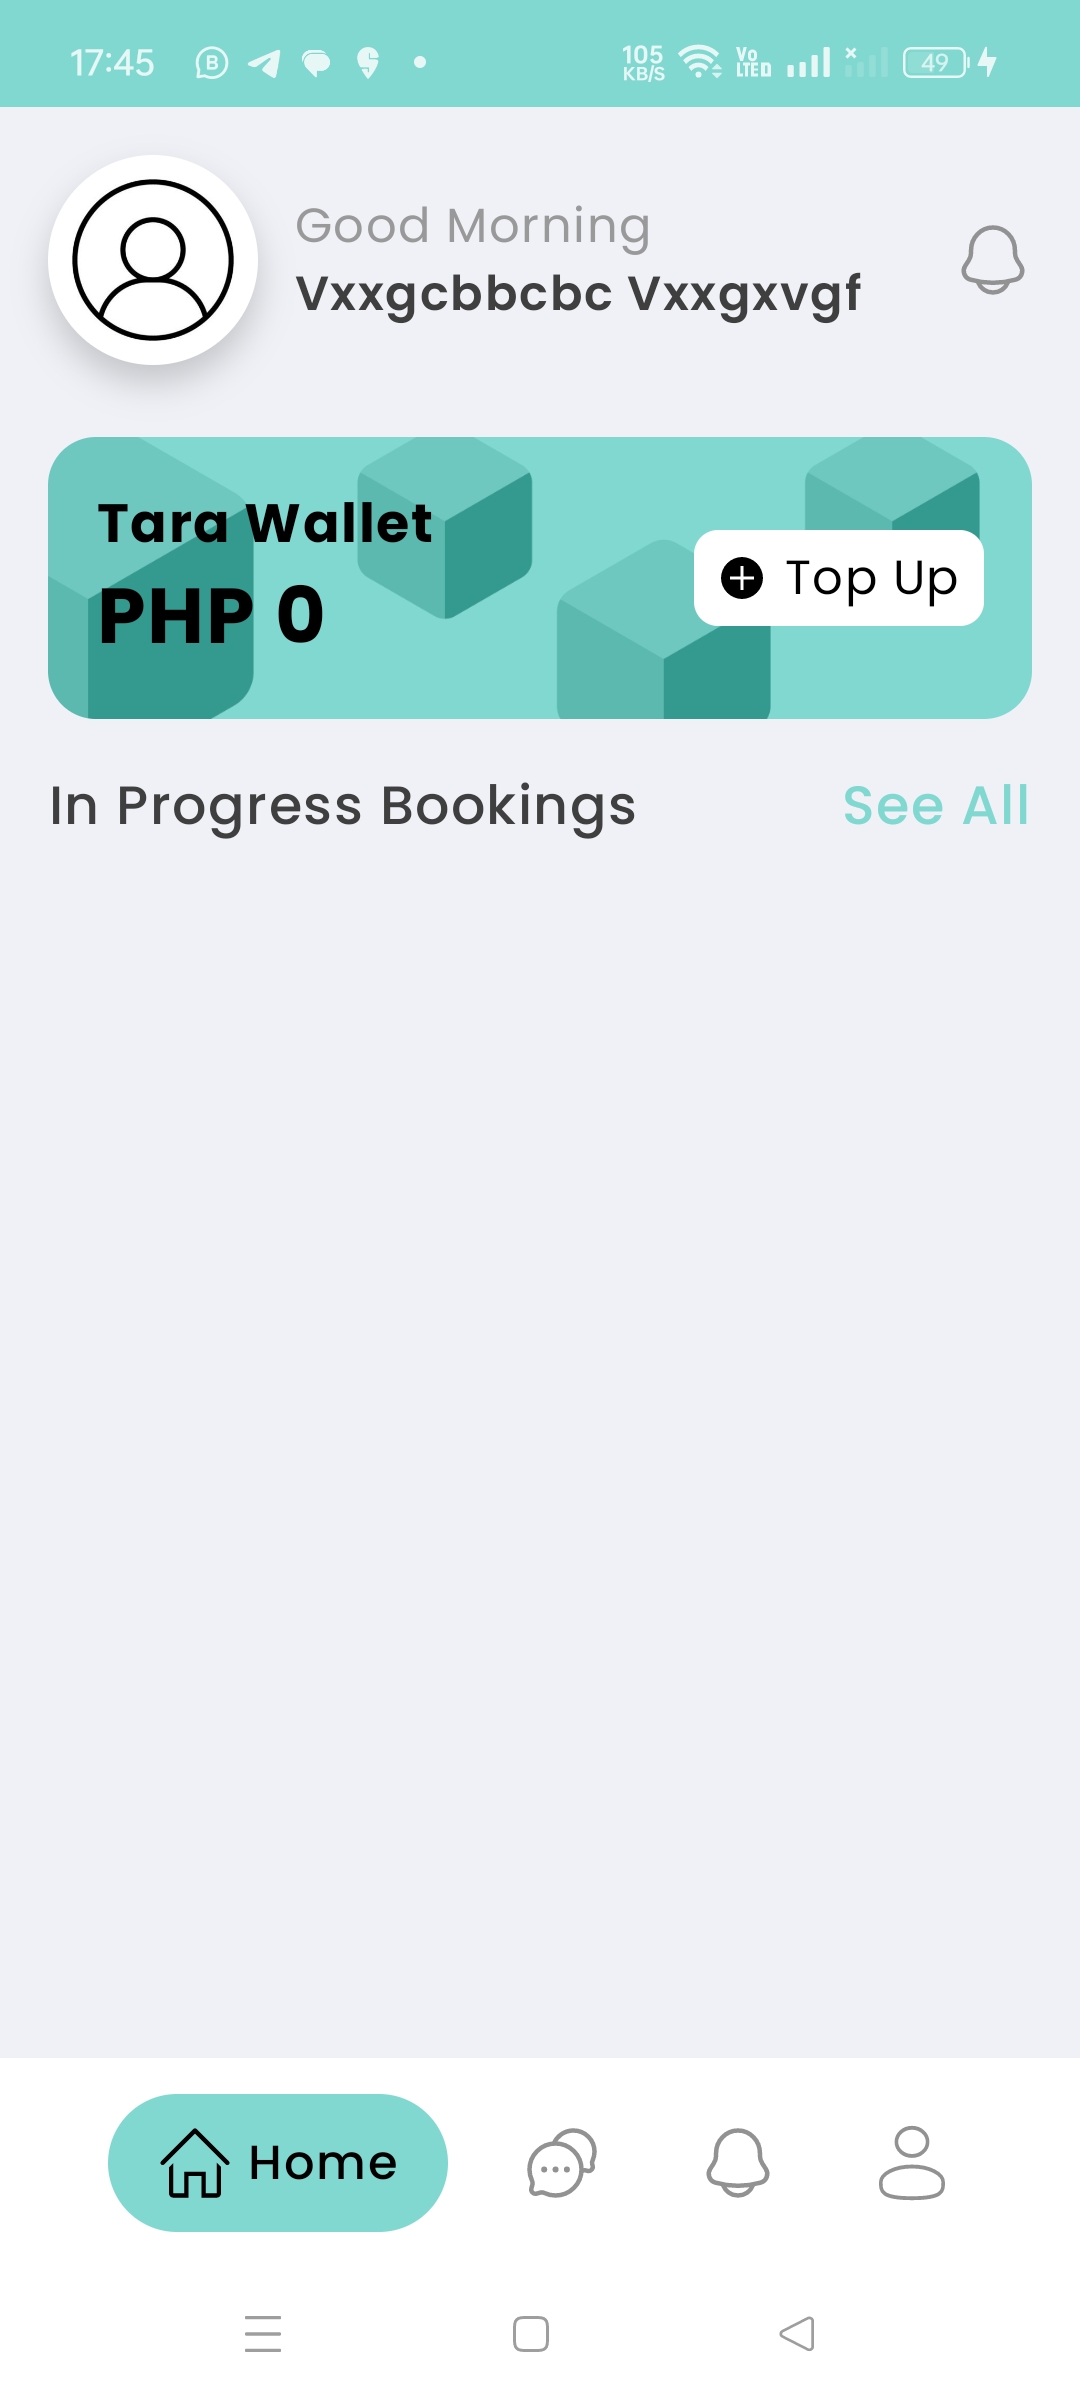 17:45
105
KB/S
Vo
LTE D
49
Good Morning
Vxxgcbbcbc Vxxgxvgf
Tara Wallet
PHP 0
Top Up
In Progress Bookings
See All
Home